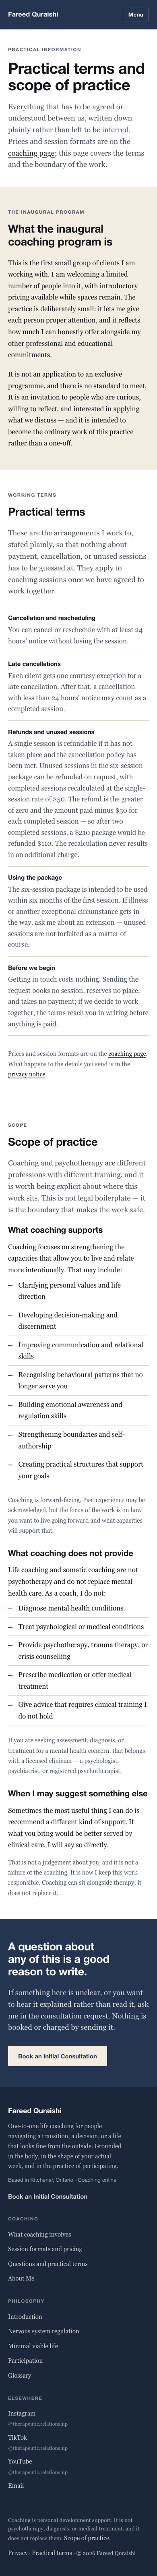 Fareed Quraishi
Menu
PRACTICAL INFORMATION
Practical terms and
scope of practice
Everything that has to be agreed or
understood between us, written down
plainly rather than left to be inferred.
Prices and session formats are on the
coaching page; this page covers the terms
and the boundary of the work.
THE INAUGURAL PROGRAM
What the inaugural
coaching program is
This is the first small group of clients I am
working with. I am welcoming a limited
number of people into it, with introductory
pricing available while spaces remain. The
practice is deliberately small: it lets me give
each person proper attention, and it reflects
how much I can honestly offer alongside my
other professional and educational
commitments.
It is not an application to an exclusive
programme, and there is no standard to meet.
It is an invitation to people who are curious,
willing to reflect, and interested in applying
what we discuss — and it is intended to
become the ordinary work of this practice
rather than a one-off.
WORKING TERMS
Practical terms
These are the arrangements I work to,
stated plainly, so that nothing about
payment, cancellation, or unused sessions
has to be guessed at. They apply to
coaching sessions once we have agreed to
work together.
Cancellation and rescheduling
You can cancel or reschedule with at least 24
hours' notice without losing the session.
Late cancellations
Each client gets one courtesy exception for a
late cancellation. After that, a cancellation
with less than 24 hours' notice may count as a
completed session.
Refunds and unused sessions
A single session is refundable if it has not
taken place and the cancellation policy has
been met. Unused sessions in the six-session
package can be refunded on request, with
completed sessions recalculated at the single-
session rate of $50. The refund is the greater
of zero and the amount paid minus $50 for
each completed session — so after two
completed sessions, a $210 package would be
refunded $110. The recalculation never results
in an additional charge.
Using the package
The six-session package is intended to be used
within six months of the first session. If illness
or another exceptional circumstance gets in
the way, ask me about an extension — unused
sessions are not forfeited as a matter of
course.
Before we begin
Getting in touch costs nothing. Sending the
request books no session, reserves no place,
and takes no payment; if we decide to work
together, the terms reach you in writing before
anything is paid.
Prices and session formats are on the coaching page.
What happens to the details you send is in the
privacy notice.
SCOPE
Scope of practice
Coaching and psychotherapy are different
professions with different training, and it
is worth being explicit about where this
work sits. This is not legal boilerplate — it
is the boundary that makes the work safe.
What coaching supports
Coaching focuses on strengthening the
capacities that allow you to live and relate
more intentionally. That may include:
— Clarifying personal values and life
direction
— Developing decision-making and
discernment
— Improving communication and relational
skills
— Recognising behavioural patterns that no
longer serve you
— Building emotional awareness and
regulation skills
— Strengthening boundaries and self-
authorship
— Creating practical structures that support
your goals
Coaching is forward-facing. Past experience may be
acknowledged, but the focus of the work is on how
you want to live going forward and what capacities
will support that.
What coaching does not provide
Life coaching and somatic coaching are not
psychotherapy and do not replace mental
health care. As a coach, I do not:
— Diagnose mental health conditions
— Treat psychological or medical conditions
— Provide psychotherapy, trauma therapy, or
crisis counselling
— Prescribe medication or offer medical
treatment
— Give advice that requires clinical training I
do not hold
If you are seeking assessment, diagnosis, or
treatment for a mental health concern, that belongs
with a licensed clinician — a psychologist,
psychiatrist, or registered psychotherapist.
When I may suggest something else
Sometimes the most useful thing I can do is
recommend a different kind of support. If
what you bring would be better served by
clinical care, I will say so directly.
That is not a judgement about you, and it is not a
failure of the coaching. It is how I keep this work
responsible. Coaching can sit alongside therapy; it
does not replace it.
A question about
any of this is a good
reason to write.
If something here is unclear, or you want
to hear it explained rather than read it, ask
me in the consultation request. Nothing is
booked or charged by sending it.
Book an Initial Consultation
Fareed Quraishi
One-to-one life coaching for people
navigating a transition, a decision, or a life
that looks fine from the outside. Grounded
in the body, in the shape of your actual
week, and in the practice of participating.
Based in Kitchener, Ontario · Coaching online
Book an Initial Consultation
COACHING
What coaching involves
Session formats and pricing
Questions and practical terms
About Me
PHILOSOPHY
Introduction
Nervous system regulation
Minimal viable life
Participation
Glossary
ELSEWHERE
Instagram
@therapeutic.relationship
TikTok
@therapeutic.relationship
YouTube
@therapeutic.relationship
Email
Coaching is personal development support. It is not
psychotherapy, diagnosis, or medical treatment, and it
does not replace them. Scope of practice.
Privacy · Practical terms · © 2026 Fareed Quraishi